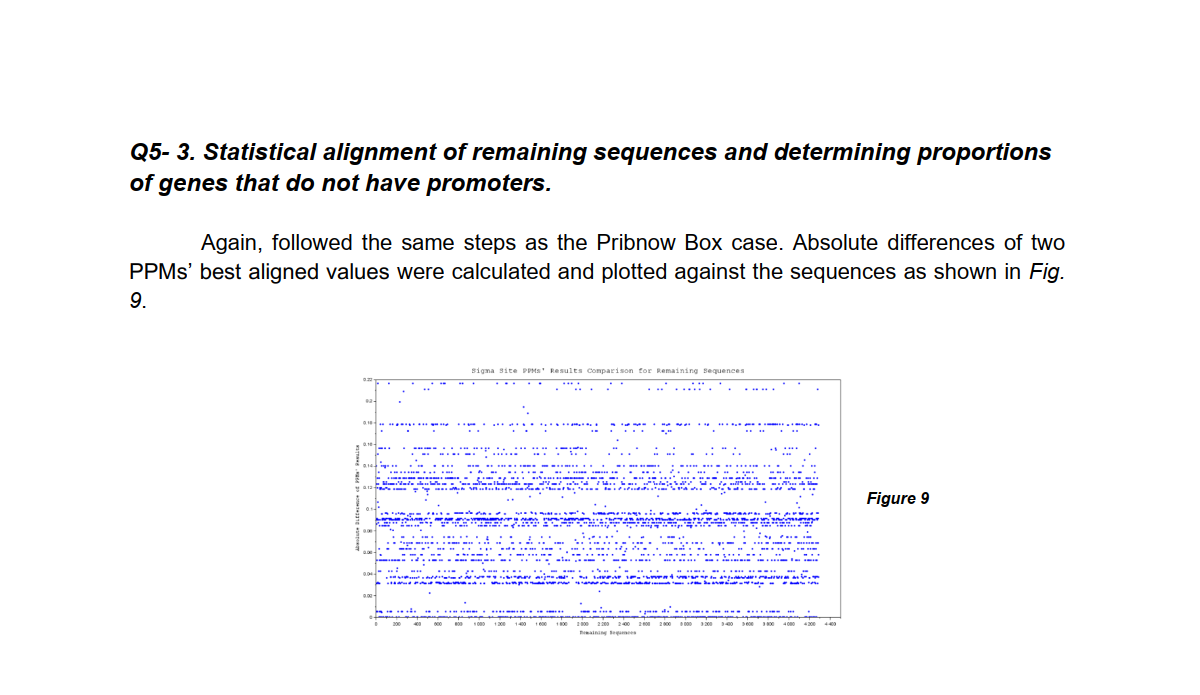 Q5- 3. Statistical alignment of remaining sequences and determining proportions
of genes that do not have promoters.
Again, followed the same steps as the Pribnow Box case. Absolute differences of two
PPMs’ best aligned values were calculated and plotted against the sequences as shown in Fig.
9.
Sigma Site PPMs' Results Comparison for Remaining Sequences
0.22
0.2
0.18
0.16
0.14
0.12
0.1
0.08
0.06
0.04
0.02
0
Absolute Difference of PPMs' Results
0 200 400 600 800 1 000 1 200 1 400 1 600 1 800 2 000 2 200 2 400 2 600 2 800 3 000 3 200 3 400 3 600 3 800 4 000 4 200 4 400
Remaining Sequences
Figure 9